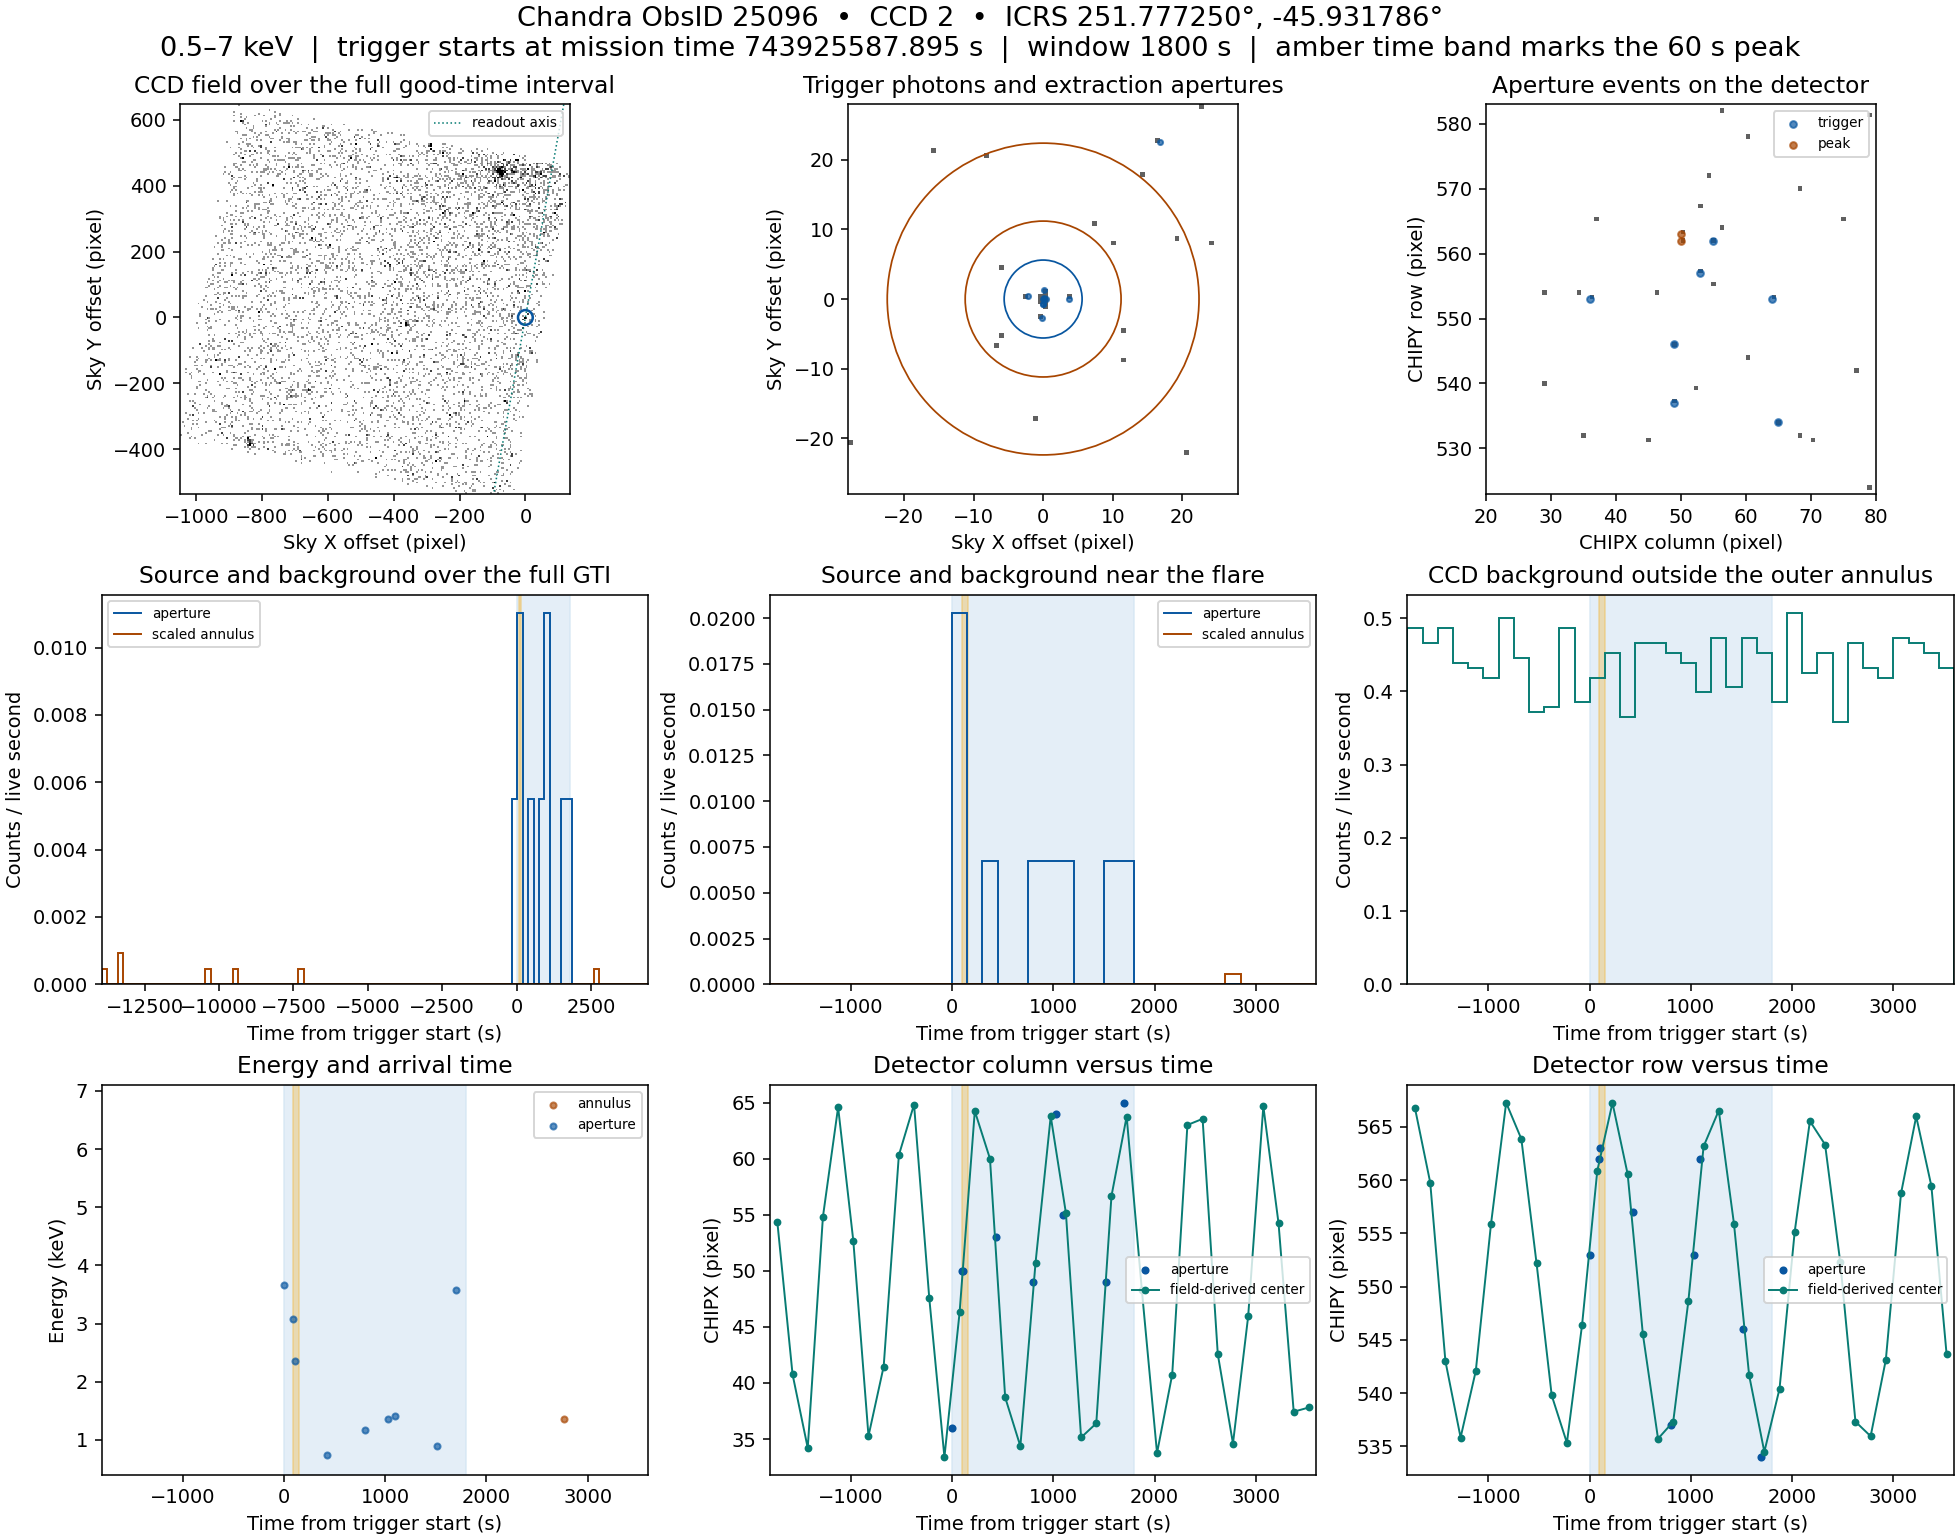 Chandra ObsID 25096 • CCD 2 • ICRS 251.777250°, -45.931786°
0.5–7 keV | trigger starts at mission time 743925587.895 s | window 1800 s | amber time band marks the 60 s peak
CCD field over the full good-time interval
readout axis
600
400
200
0
−200
−400
−1000
−800
−600
−400
−200
0
Sky Y offset (pixel)
Sky X offset (pixel)
Trigger photons and extraction apertures
20
10
0
−10
−20
−20
−10
0
10
20
Sky Y offset (pixel)
Sky X offset (pixel)
Aperture events on the detector
trigger
peak
580
570
560
550
540
530
20
30
40
50
60
70
80
CHIPY row (pixel)
CHIPX column (pixel)
Source and background over the full GTI
aperture
scaled annulus
0.010
0.008
0.006
0.004
0.002
0.000
−12500
−10000
−7500
−5000
−2500
0
2500
Counts / live second
Time from trigger start (s)
Source and background near the flare
aperture
scaled annulus
0.0200
0.0175
0.0150
0.0125
0.0100
0.0075
0.0050
0.0025
0.0000
−1000
0
1000
2000
3000
Counts / live second
Time from trigger start (s)
CCD background outside the outer annulus
0.5
0.4
0.3
0.2
0.1
0.0
−1000
0
1000
2000
3000
Counts / live second
Time from trigger start (s)
Energy and arrival time
annulus
aperture
7
6
5
4
3
2
1
−1000
0
1000
2000
3000
Energy (keV)
Time from trigger start (s)
Detector column versus time
aperture
field-derived center
65
60
55
50
45
40
35
−1000
0
1000
2000
3000
CHIPX (pixel)
Time from trigger start (s)
Detector row versus time
aperture
field-derived center
565
560
555
550
545
540
535
−1000
0
1000
2000
3000
CHIPY (pixel)
Time from trigger start (s)